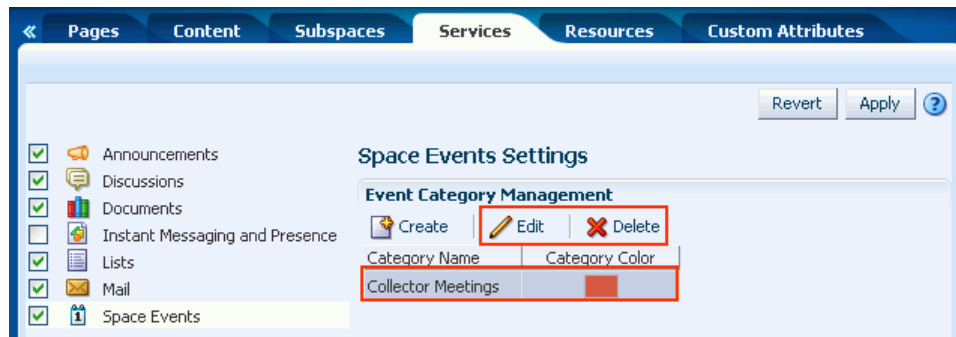 « Pages Content Subspaces Services Resources Custom Attributes
Revert Apply ?
Announcements
Discussions
Documents
Instant Messaging and Presence
Lists
Mail
1 Space Events
Space Events Settings
Event Category Management
Create Edit Delete
Category Name Category Color
Collector Meetings